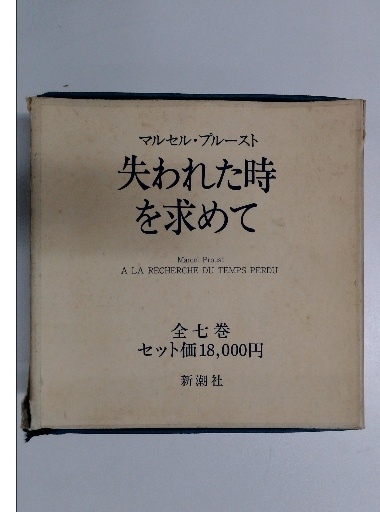 マルセル・プルースト
失われた時
を求めて
Marcel Proust
A LA RECHERCHE DU TEMPS PERDU
全七巻
セット価18,000円
新潮社